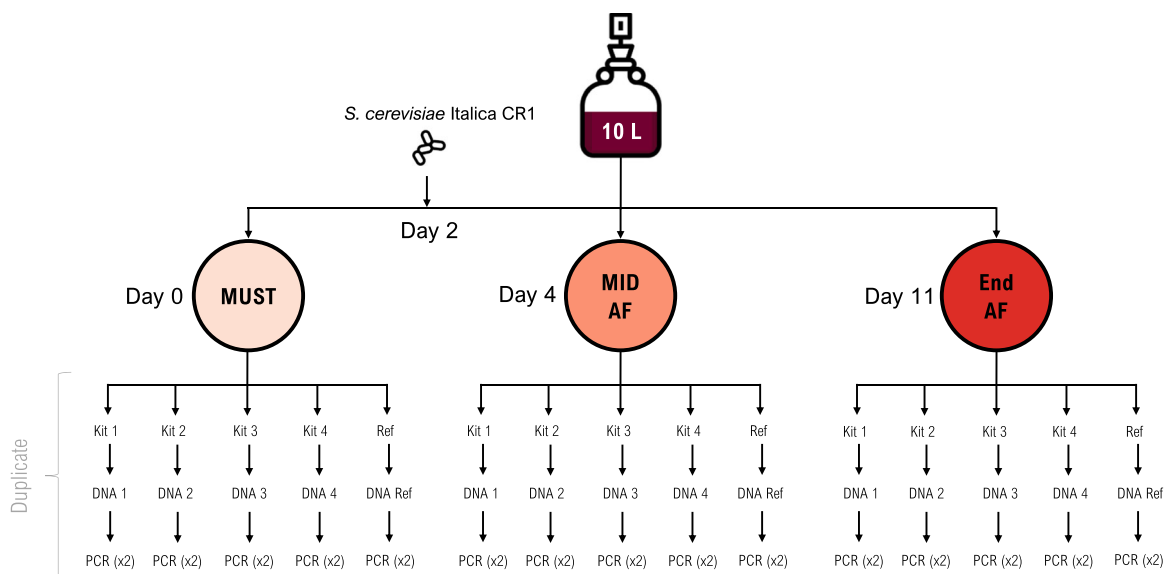 S. cerevisiae Italica CR1
10 L
Day 2
Day 0
MUST
Day 4
MID
AF
Day 11
End
AF
Duplicate
Kit 1 Kit 2 Kit 3 Kit 4 Ref Kit 1 Kit 2 Kit 3 Kit 4 Ref Kit 1 Kit 2 Kit 3 Kit 4 Ref
DNA 1 DNA 2 DNA 3 DNA 4 DNA Ref DNA 1 DNA 2 DNA 3 DNA 4 DNA Ref DNA 1 DNA 2 DNA 3 DNA 4 DNA Ref
PCR (x2) PCR (x2) PCR (x2) PCR (x2) PCR (x2) PCR (x2) PCR (x2) PCR (x2) PCR (x2) PCR (x2) PCR (x2) PCR (x2) PCR (x2) PCR (x2) PCR (x2)